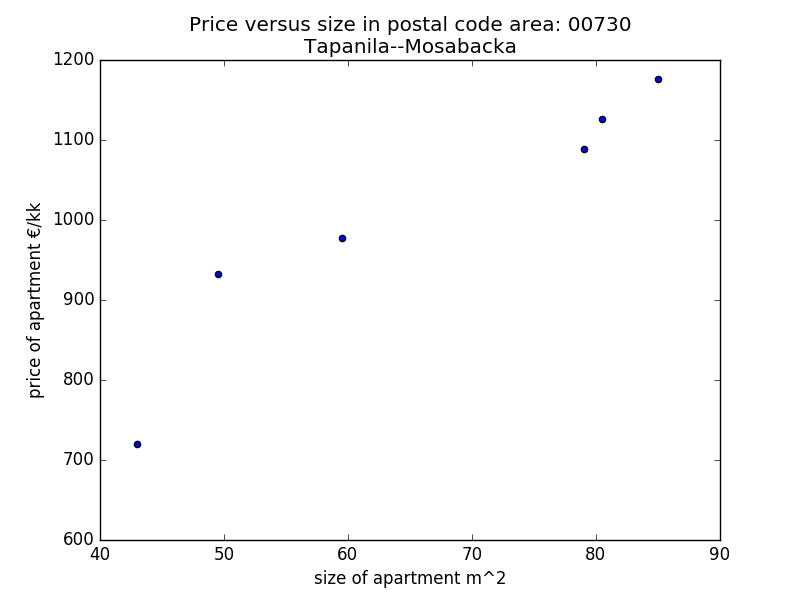 Price versus size in postal code area: 00730
Tapanila--Mosabacka
1200
1100
1000
900
800
700
600
price of apartment €/kk
40 50 60 70 80 90
size of apartment m^2